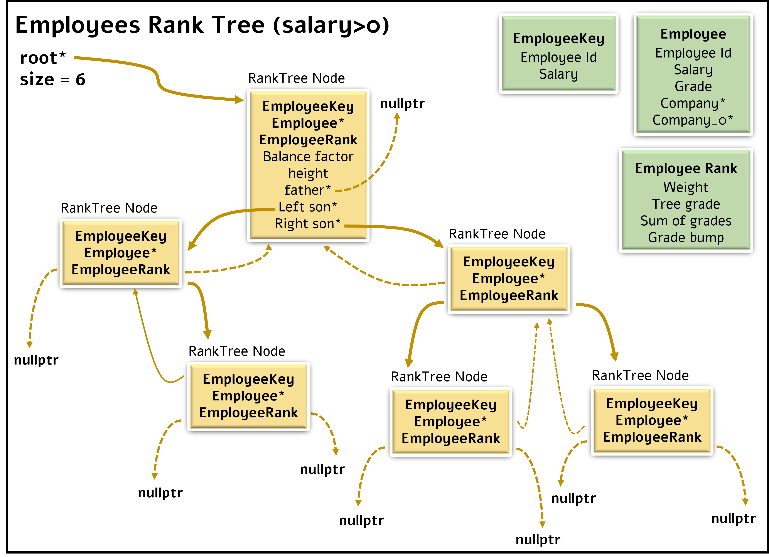 Employees Rank Tree (salary>0)
root*
size = 6
RankTree Node
EmployeeKey
Employee*
EmployeeRank
Balance factor
height
father*
Left son*
Right son*
nullptr
EmployeeKey
Employee Id
Salary
Employee
Employee Id
Salary
Grade
Company*
Company_0*
Employee Rank
Weight
Tree grade
Sum of grades
Grade bump
RankTree Node
EmployeeKey
Employee*
EmployeeRank
nullptr
RankTree Node
EmployeeKey
Employee*
EmployeeRank
RankTree Node
EmployeeKey
Employee*
EmployeeRank
nullptr
nullptr
RankTree Node
EmployeeKey
Employee*
EmployeeRank
nullptr
nullptr
RankTree Node
EmployeeKey
Employee*
EmployeeRank
nullptr
nullptr